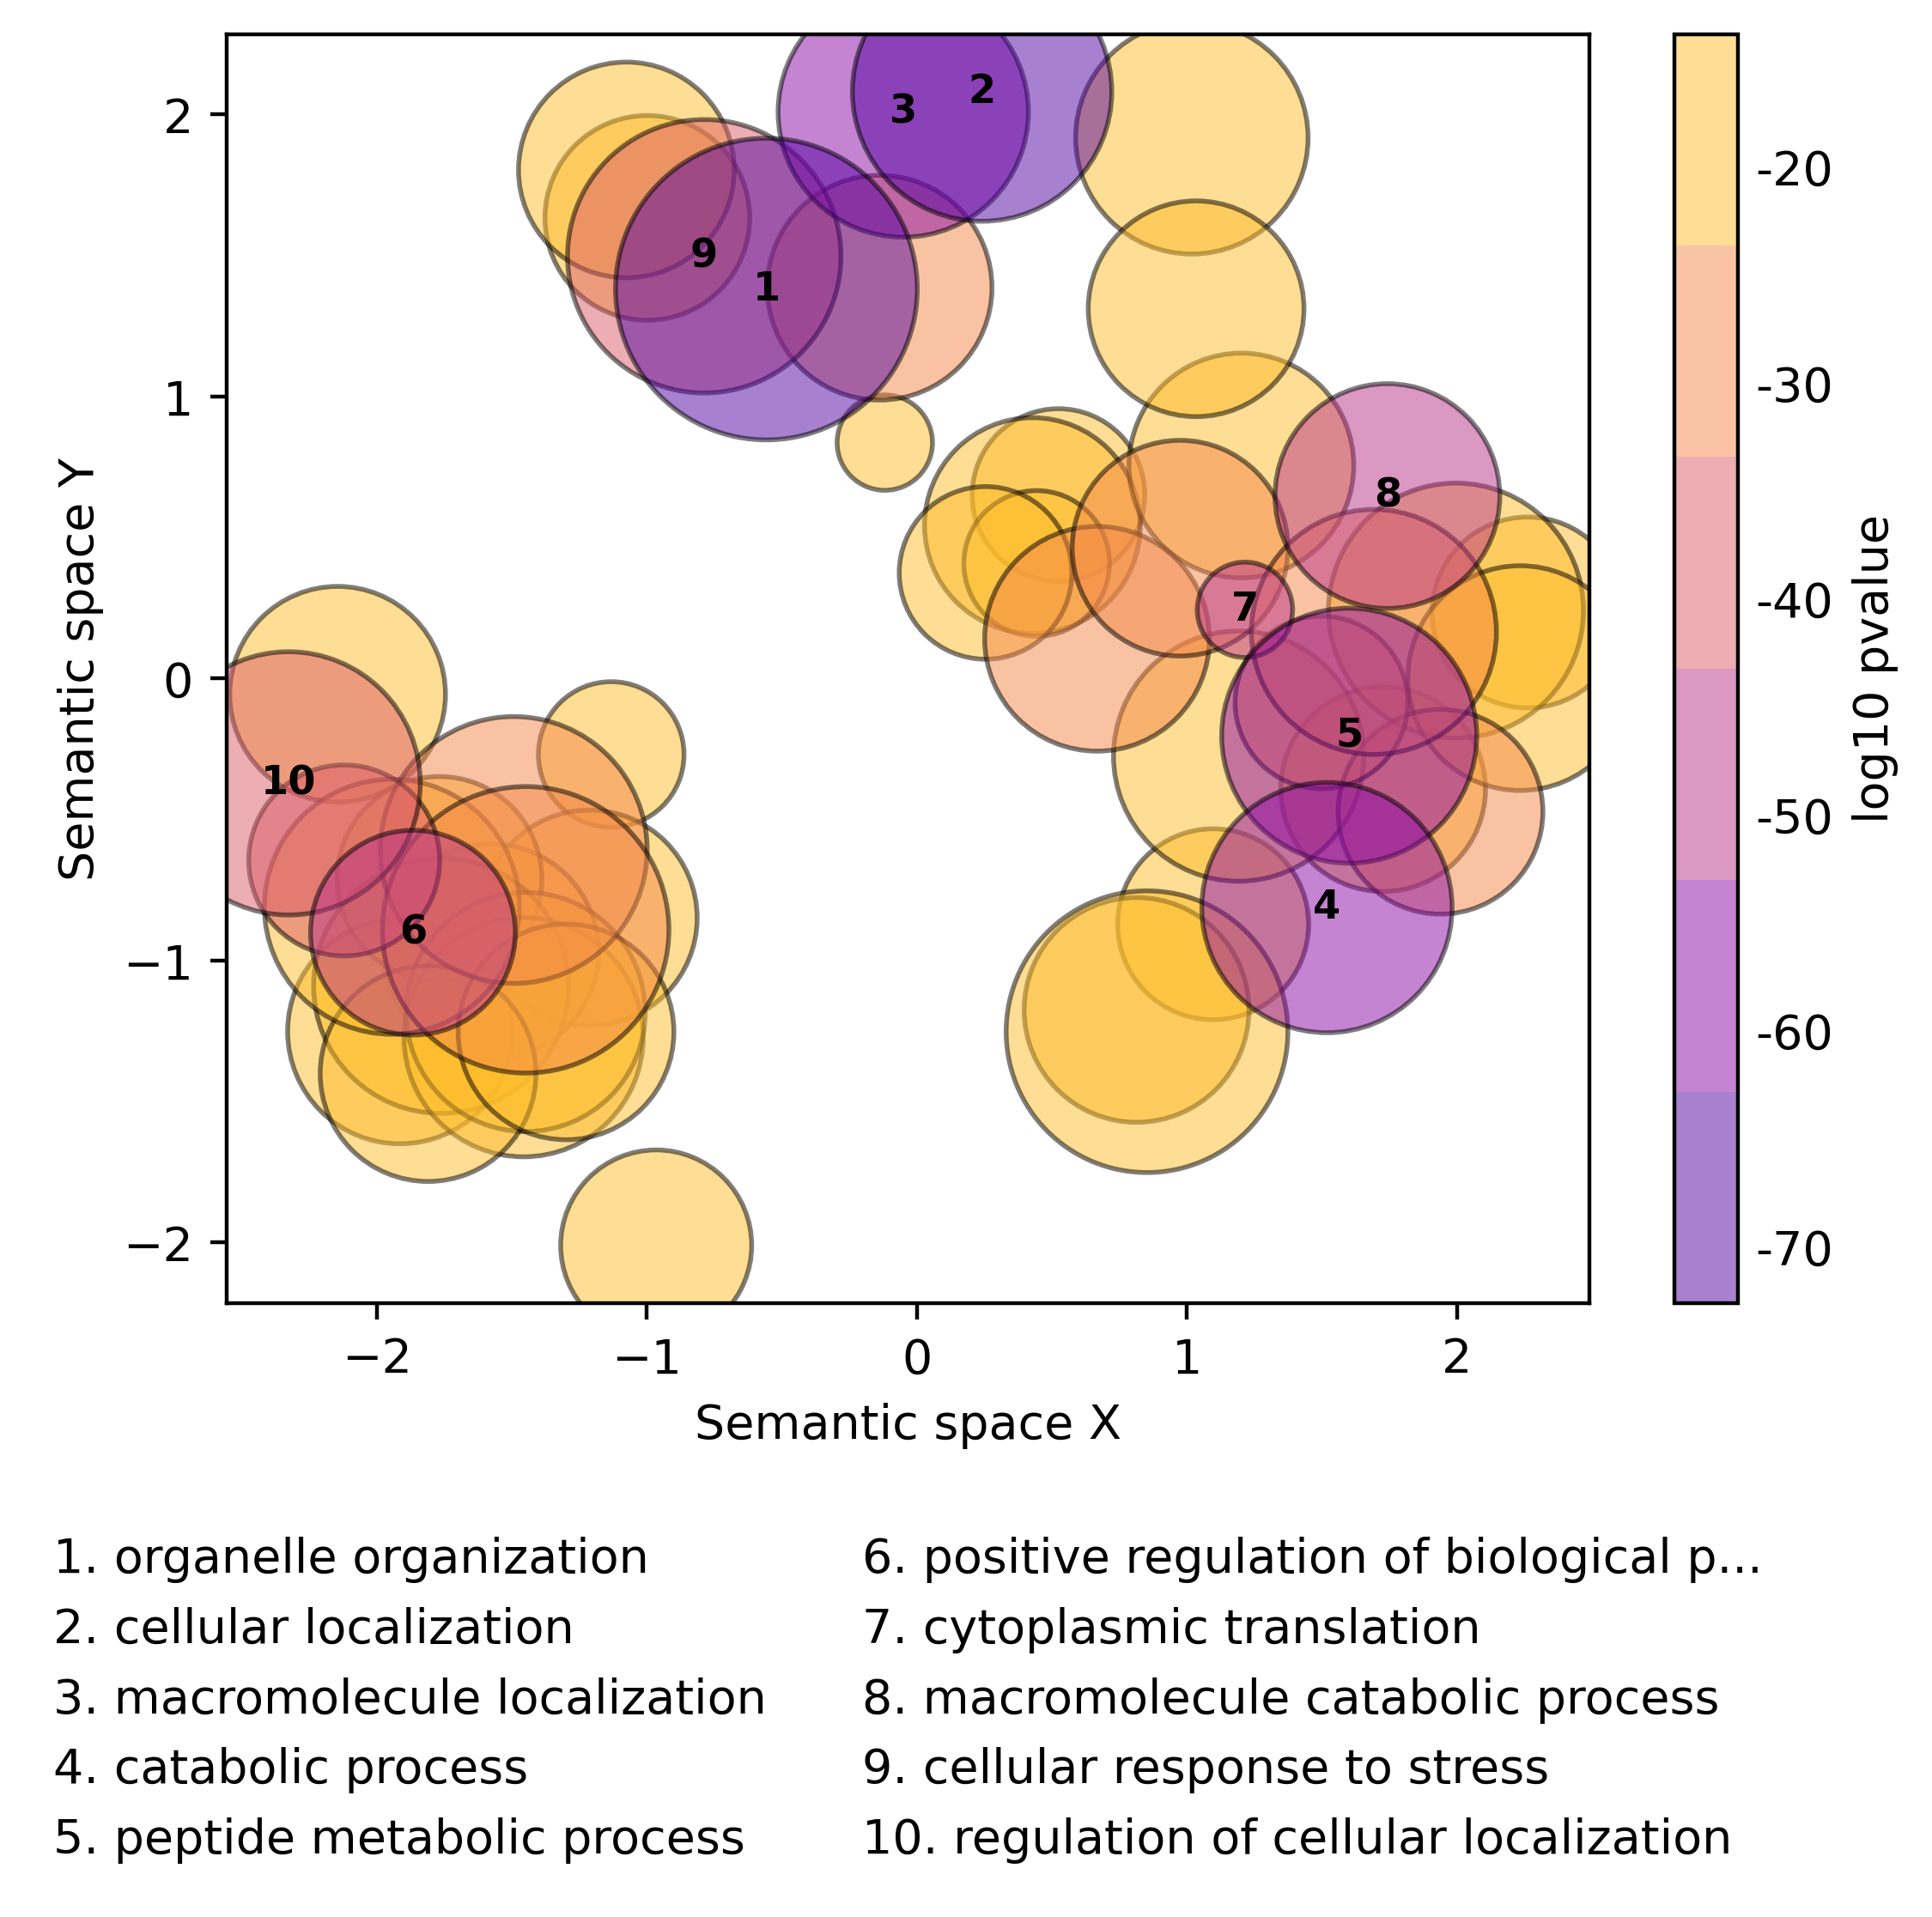 2
1
0
−1
−2
Semantic space Y
3
2
9
1
8
7
5
10
6
4
−2
−1
0
1
2
Semantic space X
-20
-30
-40
-50
-60
-70
log10 pvalue
1. organelle organization
2. cellular localization
3. macromolecule localization
4. catabolic process
5. peptide metabolic process
6. positive regulation of biological p...
7. cytoplasmic translation
8. macromolecule catabolic process
9. cellular response to stress
10. regulation of cellular localization